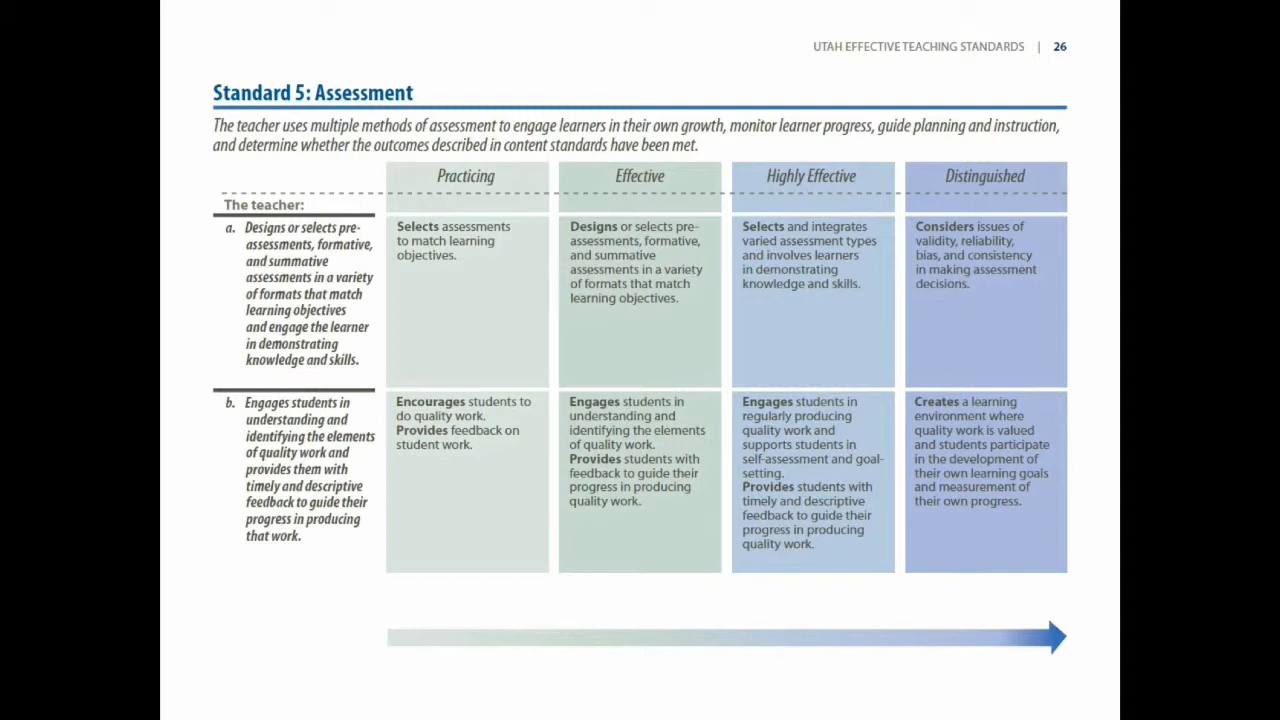 UTAH EFFECTIVE TEACHING STANDARDS | 26
Standard 5: Assessment
The teacher uses multiple methods of assessment to engage learners in their own growth, monitor learner progress, guide planning and instruction,
and determine whether the outcomes described in content standards have been met.
Practicing
Effective
Highly Effective
Distinguished
The teacher:
a. Designs or selects pre-
assessments, formative,
and summative
assessments in a variety
of formats that match
learning objectives
and engage the learner
in demonstrating
knowledge and skills.
Selects assessments
to match learning
objectives.
Designs or selects pre-
assessments, formative,
and summative
assessments in a variety
of formats that match
learning objectives.
Selects and integrates
varied assessment types
and involves learners
in demonstrating
knowledge and skills.
Considers issues of
validity, reliability,
bias, and consistency
in making assessment
decisions.
b. Engages students in
understanding and
identifying the elements
of quality work and
provides them with
timely and descriptive
feedback to guide their
progress in producing
that work.
Encourages students to
do quality work.
Provides feedback on
student work.
Engages students in
understanding and
identifying the elements
of quality work.
Provides students with
feedback to guide their
progress in producing
quality work.
Engages students in
regularly producing
quality work and
supports students in
self-assessment and goal-
setting.
Provides students with
timely and descriptive
feedback to guide their
progress in producing
quality work.
Creates a learning
environment where
quality work is valued
and students participate
in the development of
their own learning goals
and measurement of
their own progress.